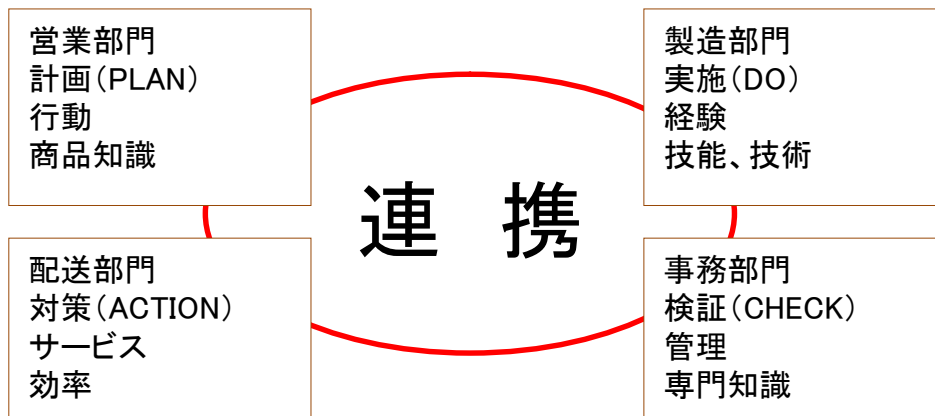 営業部門
計画(PLAN)
行動
商品知識
製造部門
実施(DO)
経験
技能、技術
連 携
配送部門
対策(ACTION)
サービス
効率
事務部門
検証(CHECK)
管理
専門知識